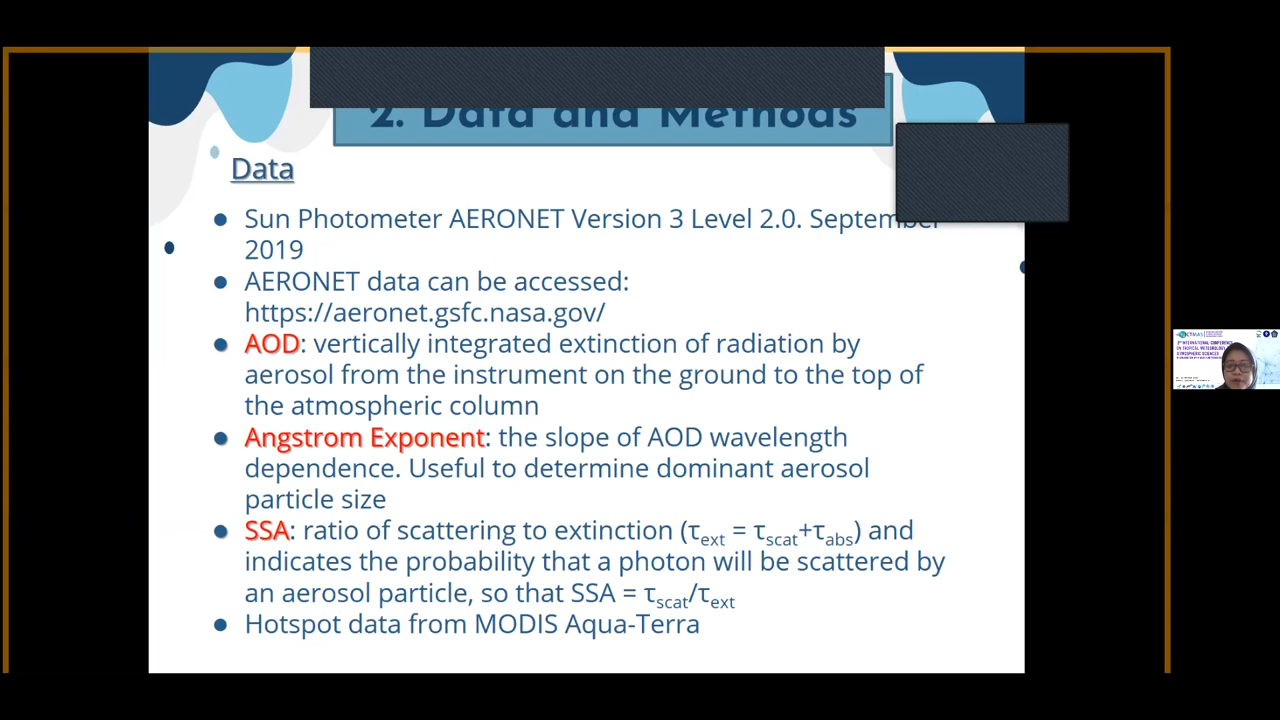 2. Data and Methods
Data
Sun Photometer AERONET Version 3 Level 2.0. September
2019
AERONET data can be accessed:
https://aeronet.gsfc.nasa.gov/
AOD: vertically integrated extinction of radiation by
aerosol from the instrument on the ground to the top of
the atmospheric column
Angstrom Exponent: the slope of AOD wavelength
dependence. Useful to determine dominant aerosol
particle size
SSA: ratio of scattering to extinction (τext = τscat+τabs) and
indicates the probability that a photon will be scattered by
an aerosol particle, so that SSA = τscat/τext
Hotspot data from MODIS Aqua-Terra